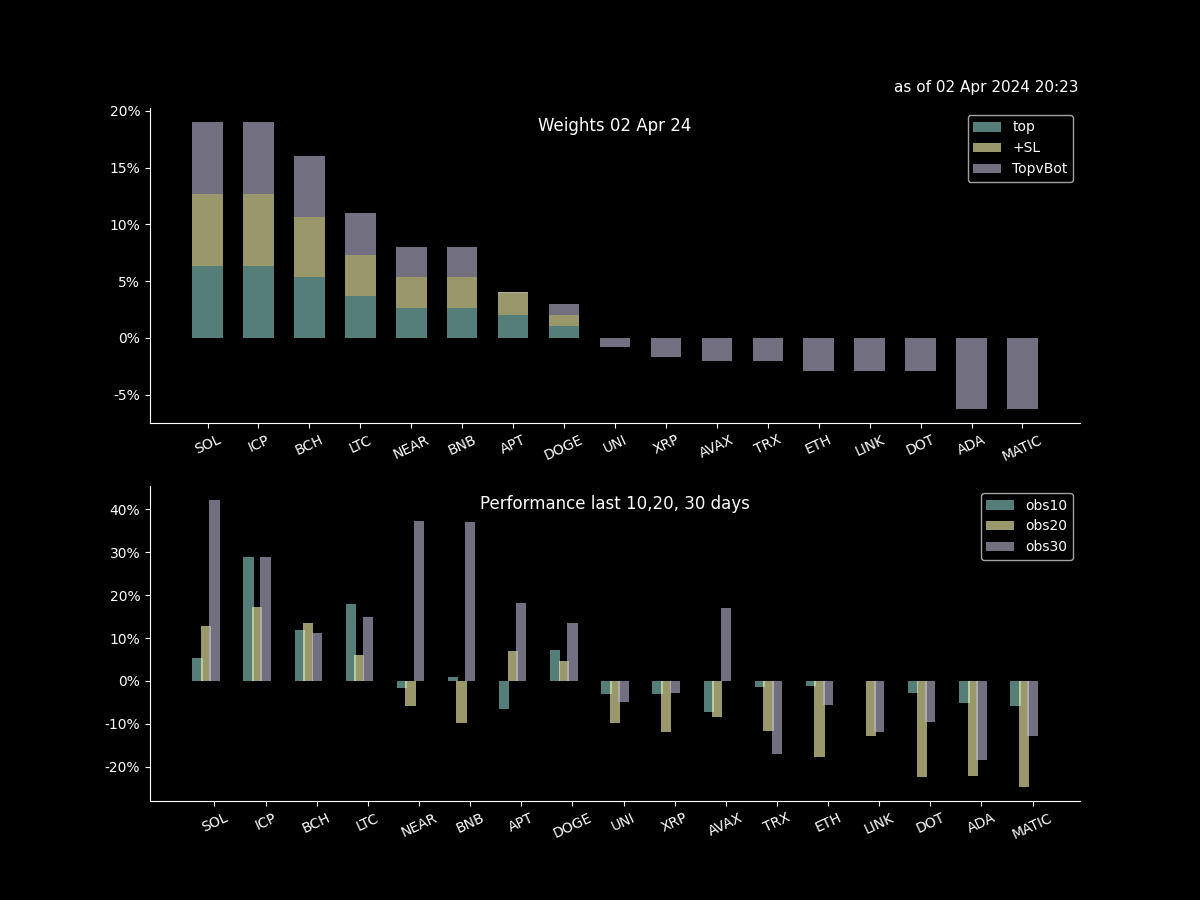 as of 02 Apr 2024 20:23
Weights 02 Apr 24
top
+SL
TopvBot
20%
15%
10%
5%
0%
-5%
SOL ICP BCH LTC NEAR BNB APT DOGE UNI XRP AVAX TRX ETH LINK DOT ADA MATIC
Performance last 10,20, 30 days
obs10
obs20
obs30
40%
30%
20%
10%
0%
-10%
-20%
SOL ICP BCH LTC NEAR BNB APT DOGE UNI XRP AVAX TRX ETH LINK DOT ADA MATIC